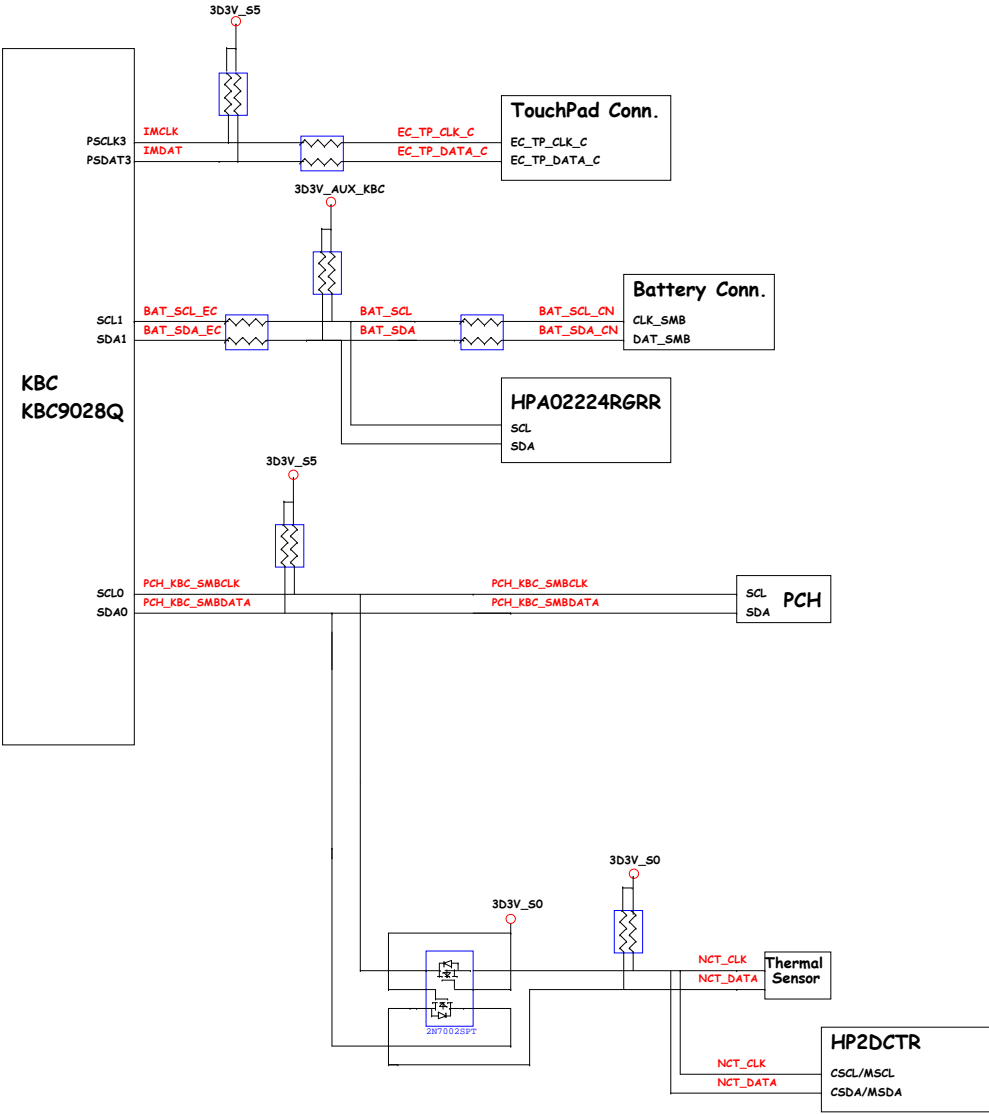 3D3V_S5
TouchPad Conn.
PSCLK3 IMCLK EC_TP_CLK_C EC_TP_CLK_C
PSDAT3 IMDAT EC_TP_DATA_C EC_TP_DATA_C
3D3V_AUX_KBC
Battery Conn.
SCL1 BAT_SCL_EC BAT_SCL BAT_SCL_CN CLK_SMB
SDA1 BAT_SDA_EC BAT_SDA BAT_SDA_CN DAT_SMB
KBC
KBC9028Q
HPA02224RGRR
SCL
SDA
3D3V_S5
SCL0 PCH_KBC_SMBCLK PCH_KBC_SMBCLK SCL
SDA0 PCH_KBC_SMBDATA PCH_KBC_SMBDATA SDA
PCH
3D3V_S0
3D3V_S0
NCT_CLK
NCT_DATA
Thermal
Sensor
2N7002SPT
HP2DCTR
NCT_CLK CSCL/MSCL
NCT_DATA CSDA/MSDA